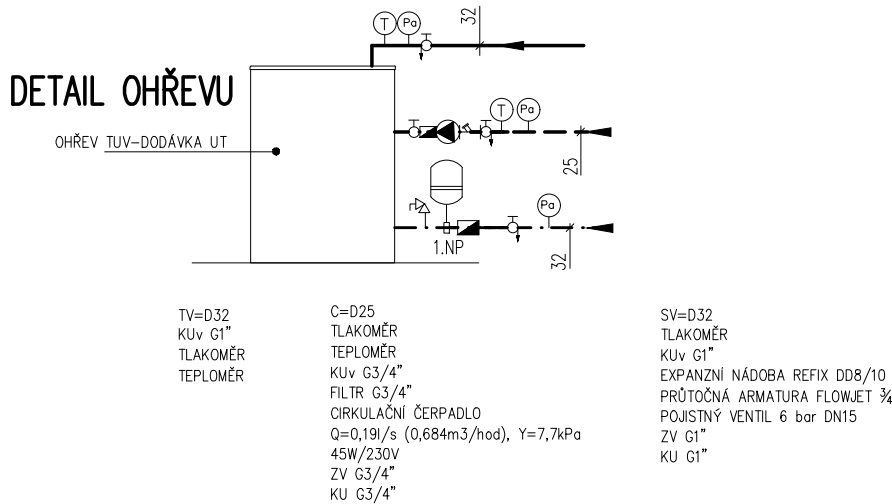 32
T Pa
DETAIL OHŘEVU
OHŘEV TUV-DODÁVKA UT
T Pa
25
Pa
1.NP
32
TV=D32
KUv G1”
TLAKOMĚR
TEPLOMĚR
C=D25
TLAKOMĚR
TEPLOMĚR
KUv G3/4”
FILTR G3/4”
CIRKULAČNÍ ČERPADLO
Q=0,19l/s (0,684m3/hod), Y=7,7kPa
45W/230V
ZV G3/4”
KU G3/4”
SV=D32
TLAKOMĚR
KUv G1”
EXPANZNÍ NÁDOBA REFIX DD8/10
PRŮTOČNÁ ARMATURA FLOWJET ¾
POJISTNÝ VENTIL 6 bar DN15
ZV G1”
KU G1”